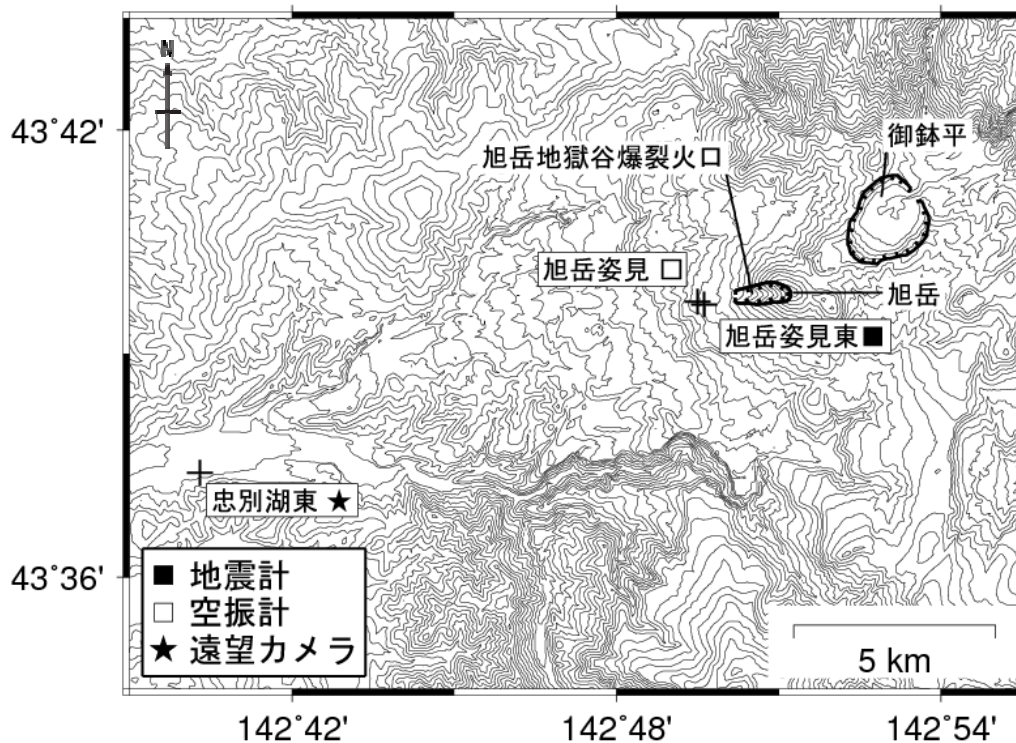 N
43°42'
御鉢平
旭岳地獄谷爆裂火口
旭岳姿見 □
旭岳
旭岳姿見東■
忠別湖東 ★
43°36'
■ 地震計
□ 空振計
★ 遠望カメラ
5 km
142°42'
142°48'
142°54'